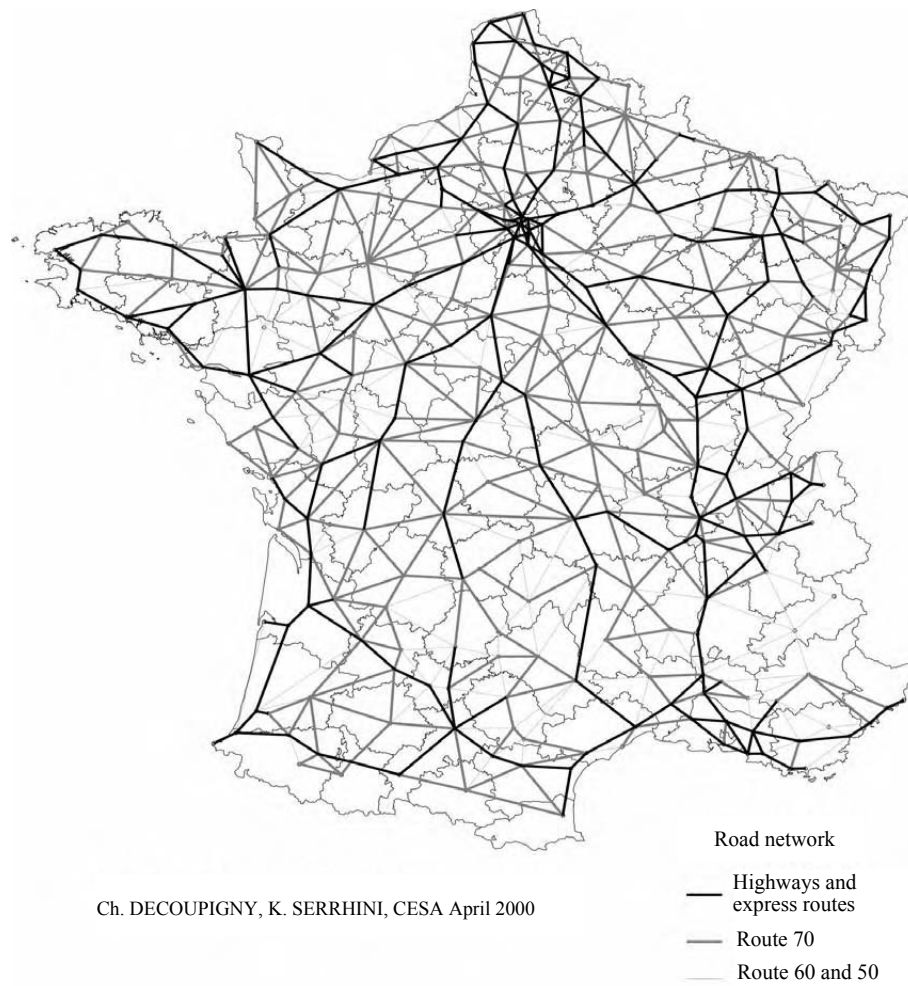 Road network
Highways and
express routes
Ch. DECOUPIGNY, K. SERRHINI, CESA April 2000
Route 70
Route 60 and 50